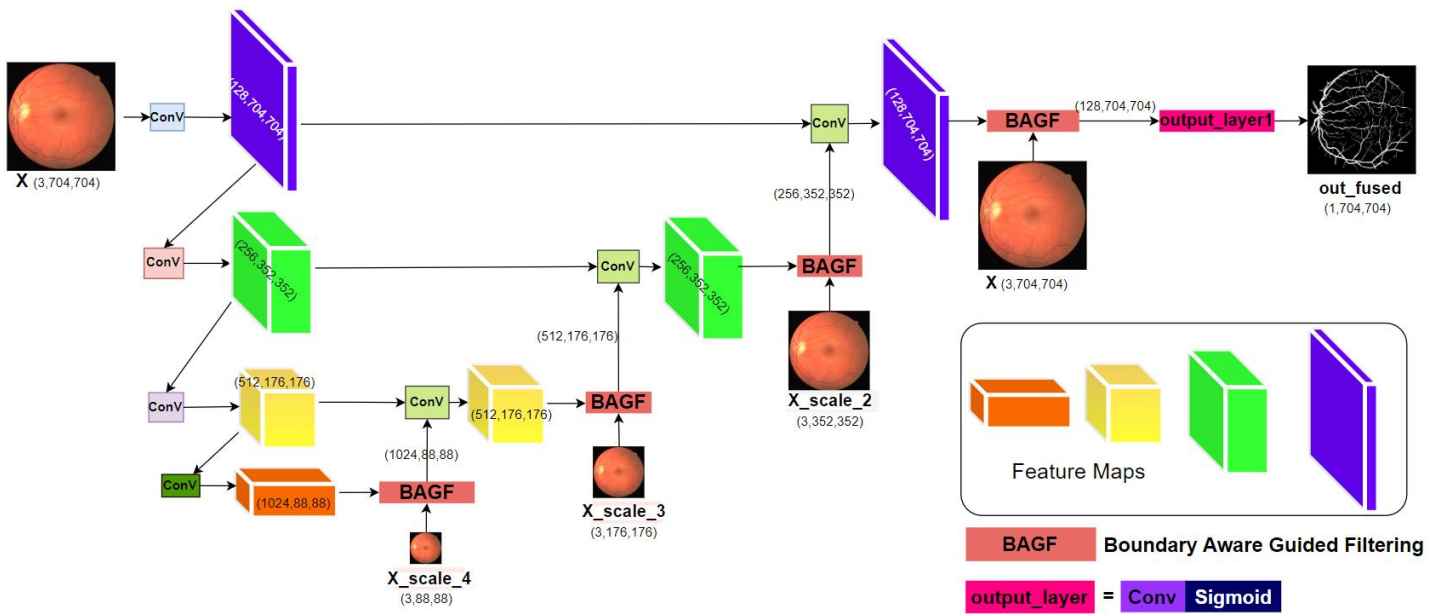 X (3,704,704)
ConV
(128,704,704)
ConV
(128,704,704)
BAGF
(128,704,704)
output_layer1
out_fused
(1,704,704)
X (3,704,704)
ConV
(256,352,352)
ConV
(256,352,352)
BAGF
(256,352,352)
X_scale_2
(3,352,352)
ConV
(512,176,176)
ConV
(512,176,176)
BAGF
(512,176,176)
X_scale_3
(3,176,176)
ConV
(1024,88,88)
BAGF
(1024,88,88)
X_scale_4
(3,88,88)
Feature Maps
BAGF Boundary Aware Guided Filtering
output_layer = Conv Sigmoid